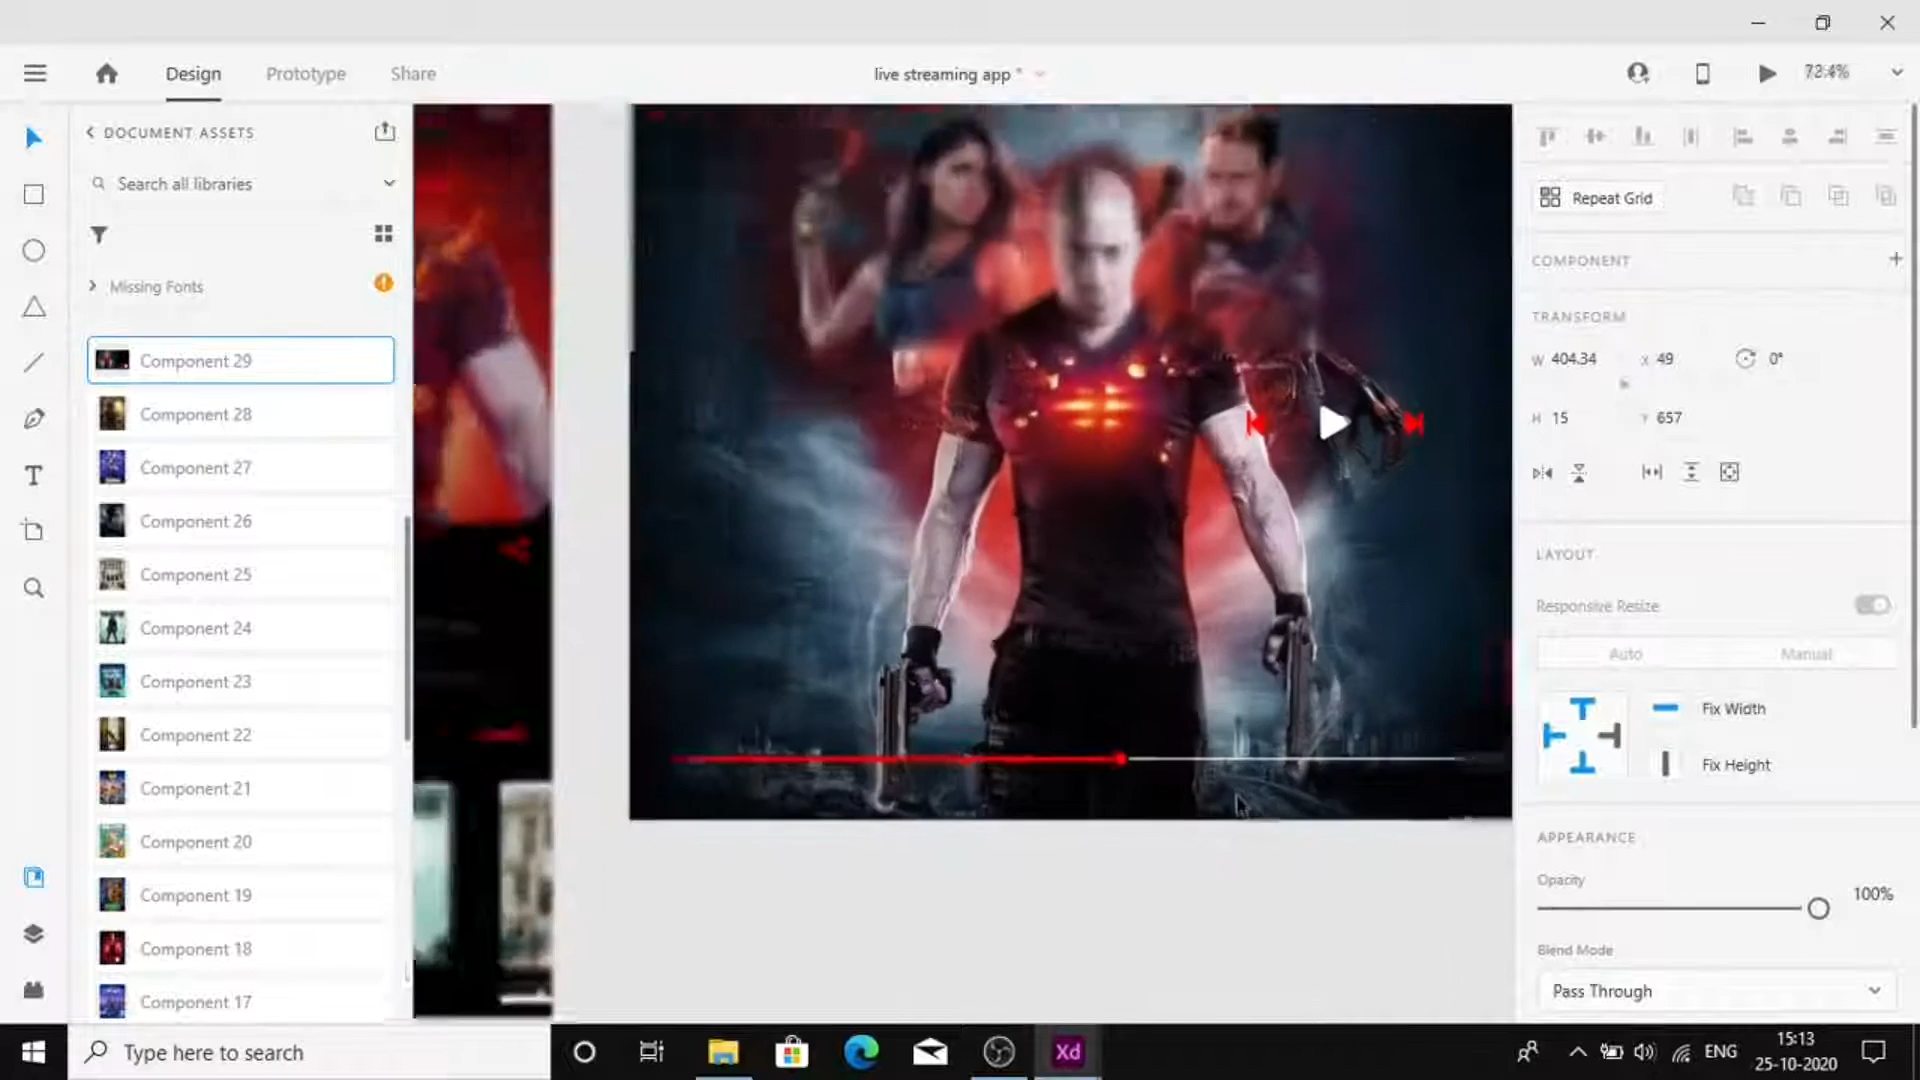 Design
Prototype
Share
live streaming app *
DOCUMENT ASSETS
Search all libraries
Missing Fonts
Component 29
Component 28
Component 27
Component 26
Component 25
Component 24
Component 23
Component 22
Component 21
Component 20
Component 19
Component 18
Component 17
Repeat Grid
COMPONENT
TRANSFORM
W 404.34 X 49 0°
H 15 Y 657
LAYOUT
Responsive Resize
Auto Manual
Fix Width
Fix Height
APPEARANCE
Opacity
100%
Blend Mode
Pass Through
Type here to search
Xd
ENG
15:13
25-10-2020